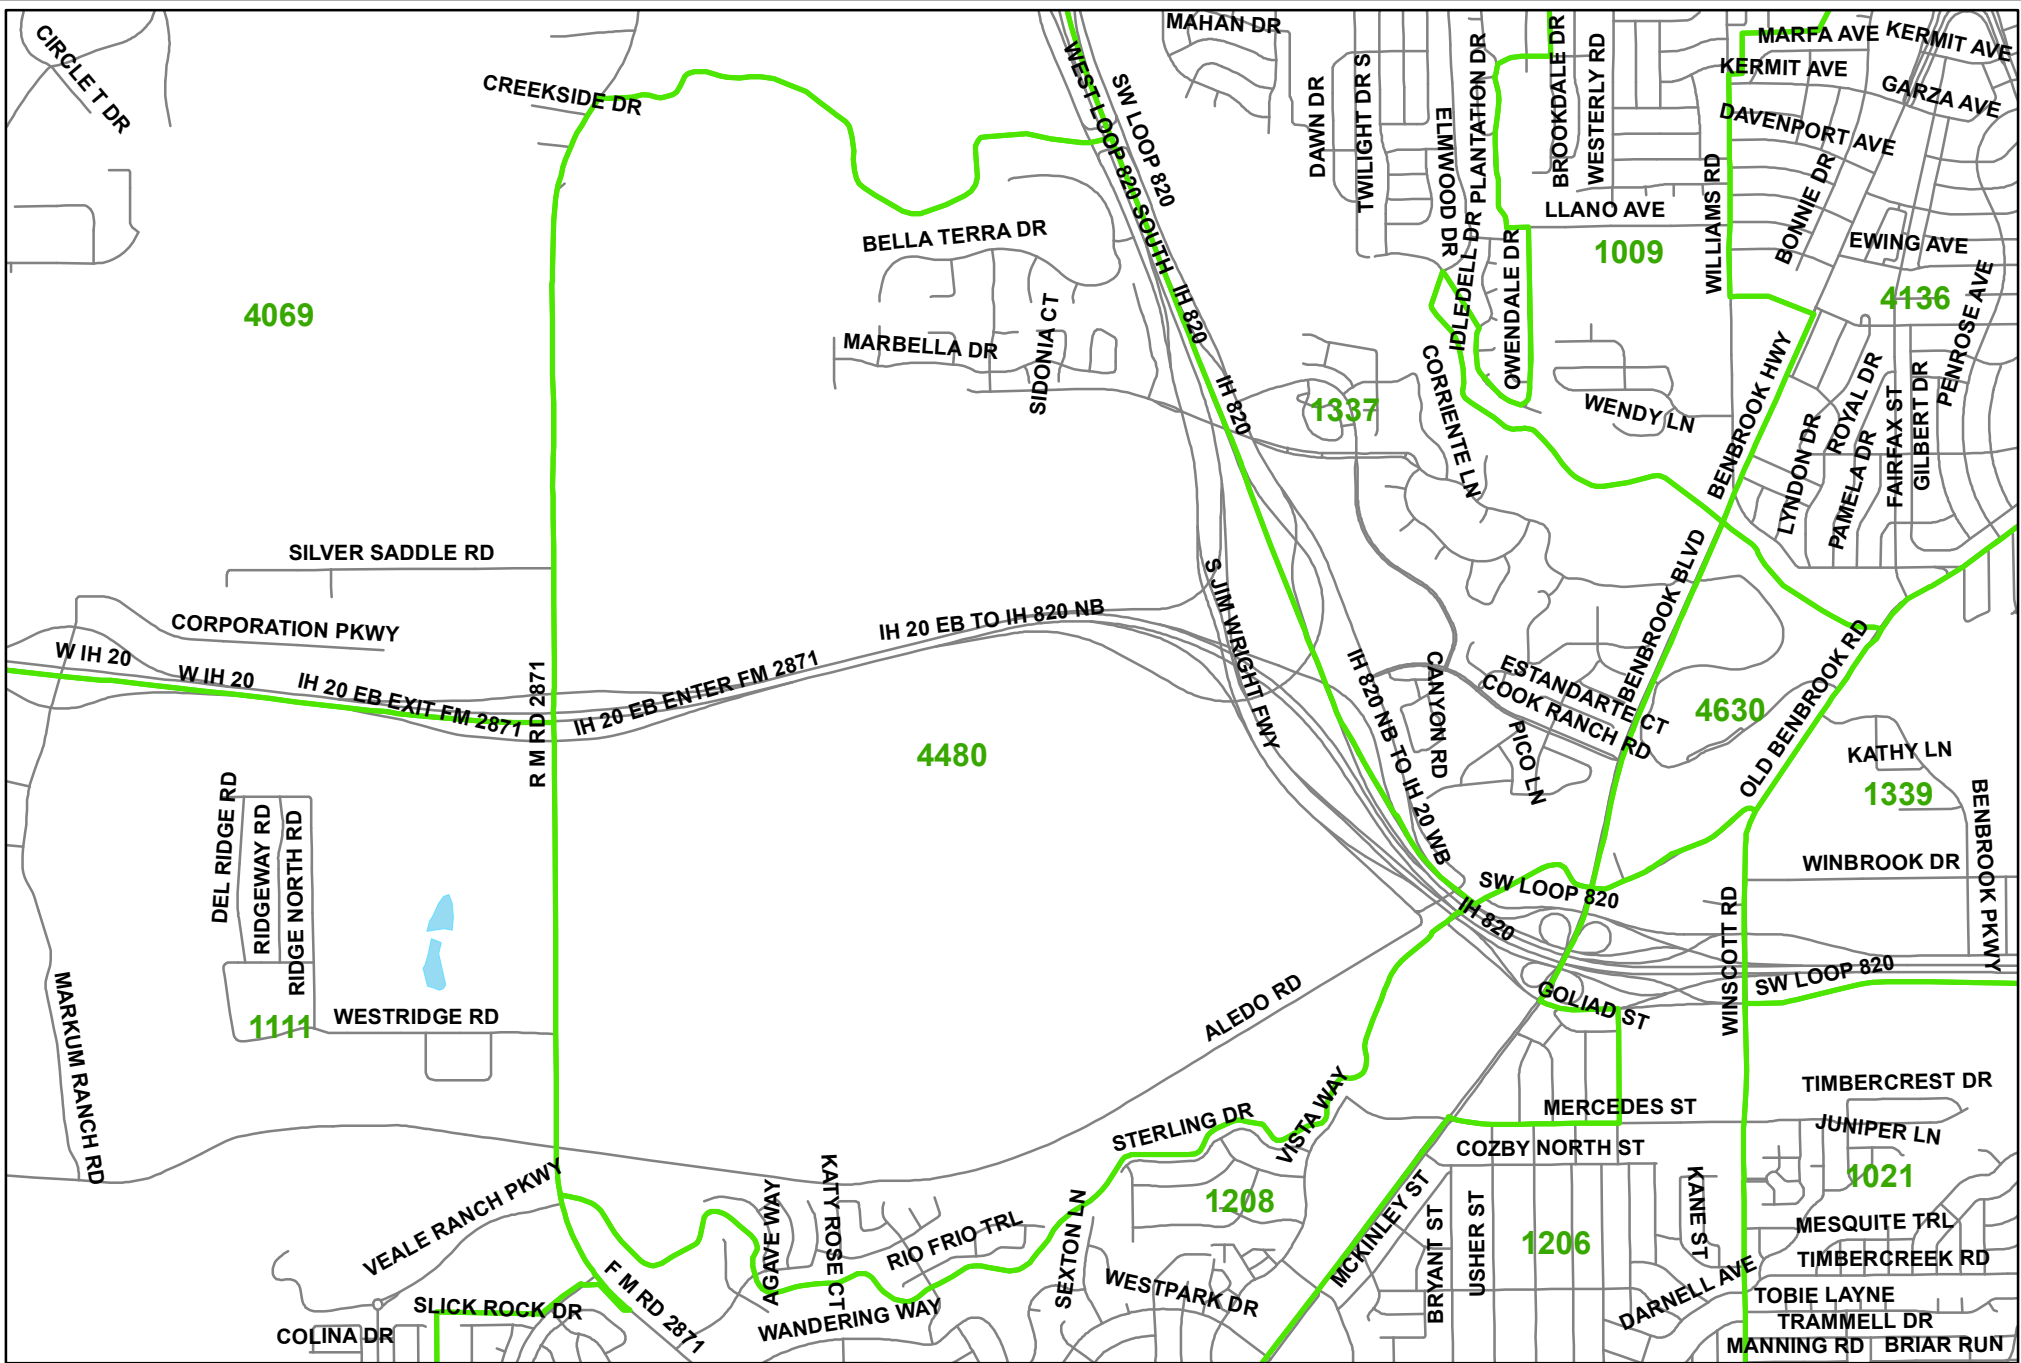 CIRCLE T DR
CREEKSIDE DR
WEST LOOP 820 SOUTH
SW LOOP 820
MAHAN DR
DAWN DR
TWILIGHT DR S
ELMWOOD DR
PLANTATION DR
IDLEDELL DR
BROOKDALE DR
WESTERLY RD
MARFA AVE
KERMIT AVE
KERMIT AVE
GARZA AVE
DAVENPORT AVE
WILLIAMS RD
BONNIE DR
LLANO AVE
1009
EWING AVE
4136
PENROSE AVE
OWENDALE DR
BELLA TERRA DR
IH 820
4069
MARBELLA DR
SIDONIA CT
IH 820
1337
CORRIENTE LN
WENDY LN
BENBROOK HWY
LYNDON DR
ROYAL DR
PAMELA DR
FAIRFAX ST
GILBERT DR
SILVER SADDLE RD
CORPORATION PKWY
W IH 20
W IH 20
IH 20 EB EXIT FM 2871
R M RD 2871
IH 20 EB ENTER FM 2871
IH 20 EB TO IH 820 NB
S JIM WRIGHT FWY
IH 820 NB TO IH 20 WB
CANYON RD
ESTANDARTE CT
COOK RANCH RD
PICO LN
BENBROOK BLVD
4630
OLD BENBROOK RD
4480
KATHY LN
1339
BENBROOK PKWY
WINBROOK DR
DEL RIDGE RD
RIDGEWAY RD
RIDGE NORTH RD
SW LOOP 820
IH 820
WINSCOTT RD
SW LOOP 820
GOLIAD ST
ALEDO RD
WESTRIDGE RD
1111
MARKUM RANCH RD
TIMBERCREST DR
MERCEDES ST
JUNIPER LN
STERLING DR
VISTA WAY
COZBY NORTH ST
1021
VEALE RANCH PKWY
AGAVE WAY
KATY ROSE CT
RIO FRIO TRL
SEXTON LN
1208
MCKINLEY ST
BRYANT ST
USHER ST
1206
KANE ST
MESQUITE TRL
TIMBERCREEK RD
DARNELL AVE
TOBIE LAYNE
TRAMMELL DR
MANNING RD
BRIAR RUN
WESTPARK DR
WANDERING WAY
F M RD 2871
SLICK ROCK DR
COLINA DR